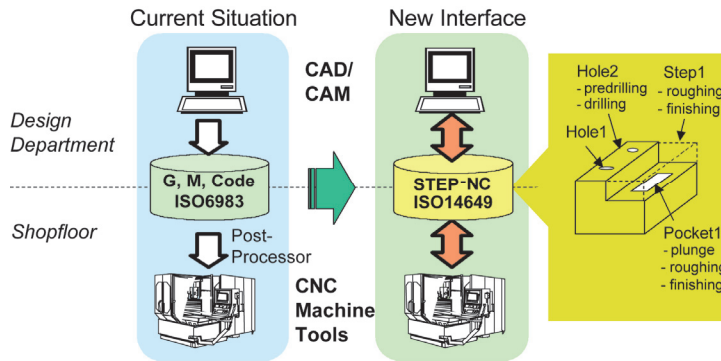 Current Situation
New Interface
CAD/
CAM
Design
Department
G, M, Code
ISO6983
STEP-NC
ISO14649
Shopfloor
Post-
Processor
CNC
Machine
Tools
Hole2
- predrilling
- drilling
Step1
- roughing
- finishing
Hole1
Pocket1
- plunge
- roughing
- finishing